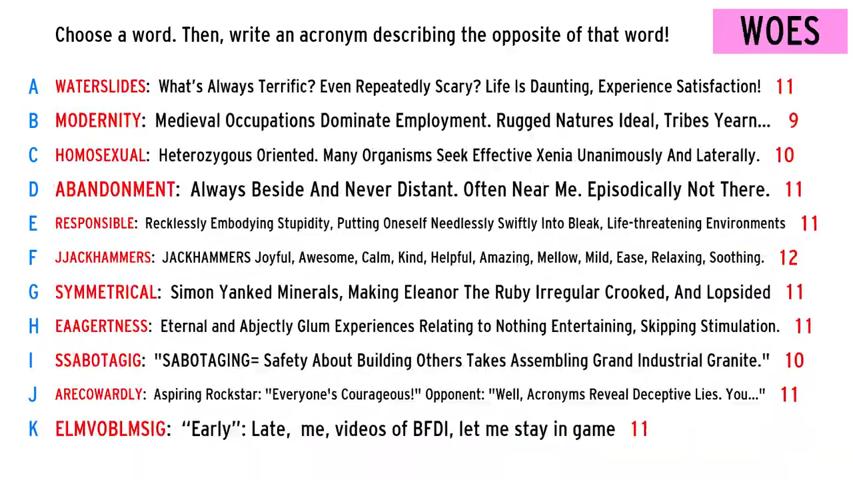 Choose a word. Then, write an acronym describing the opposite of that word!
WOES
A WATERSLIDES: What's Always Terrific? Even Repeatedly Scary? Life Is Daunting, Experience Satisfaction! 11
B MODERNITY: Medieval Occupations Dominate Employment. Rugged Natures Ideal, Tribes Yearn... 9
C HOMOSEXUAL: Heterozygous Oriented. Many Organisms Seek Effective Xenia Unanimously And Laterally. 10
D ABANDONMENT: Always Beside And Never Distant. Often Near Me. Episodically Not There. 11
E RESPONSIBLE: Recklessly Embodying Stupidity, Putting Oneself Needlessly Swiftly Into Bleak, Life-threatening Environments 11
F JJACKHAMMERS: JACKHAMMERS Joyful, Awesome, Calm, Kind, Helpful, Amazing, Mellow, Mild, Ease, Relaxing, Soothing. 12
G SYMMETRICAL: Simon Yanked Minerals, Making Eleanor The Ruby Irregular Crooked, And Lopsided 11
H EAAGERTNESS: Eternal and Abjectly Glum Experiences Relating to Nothing Entertaining, Skipping Stimulation. 11
I SSABOTAGIG: "SABOTAGING= Safety About Building Others Takes Assembling Grand Industrial Granite." 10
J ARECOWARDLY: Aspiring Rockstar: "Everyone's Courageous!" Opponent: "Well, Acronyms Reveal Deceptive Lies. You..." 11
K ELMVOBLMSIG: “Early”: Late, me, videos of BFDI, let me stay in game 11